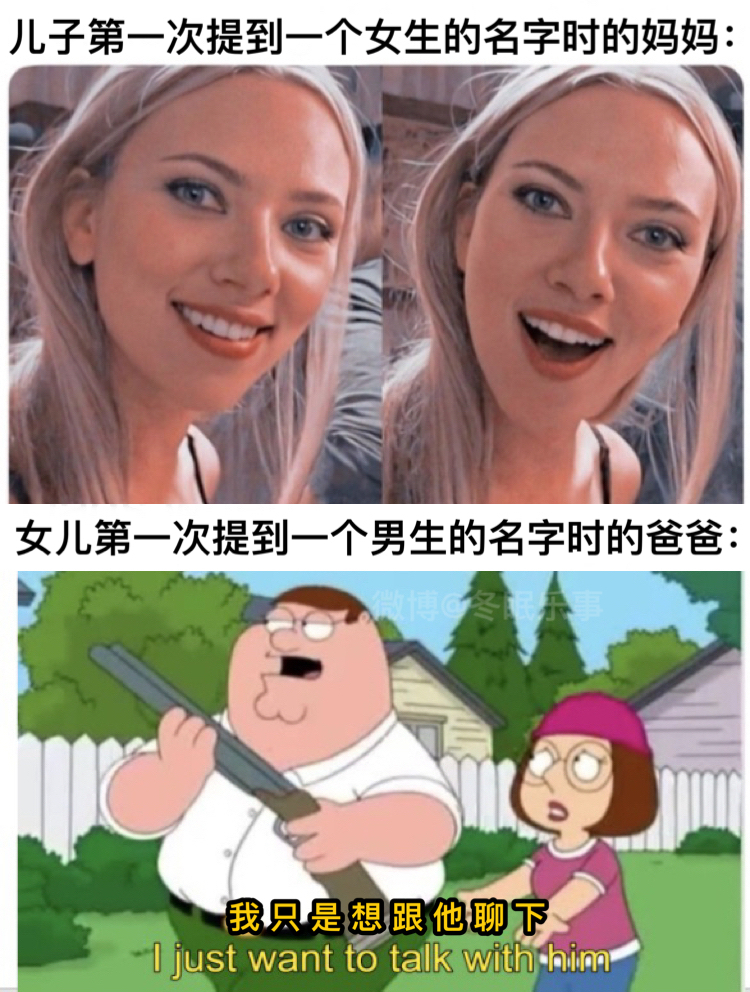 儿子第一次提到一个女生的名字时的妈妈：
女儿第一次提到一个男生的名字时的爸爸：
微博@冬眠乐事
我只是想跟他聊下
I just want to talk with him